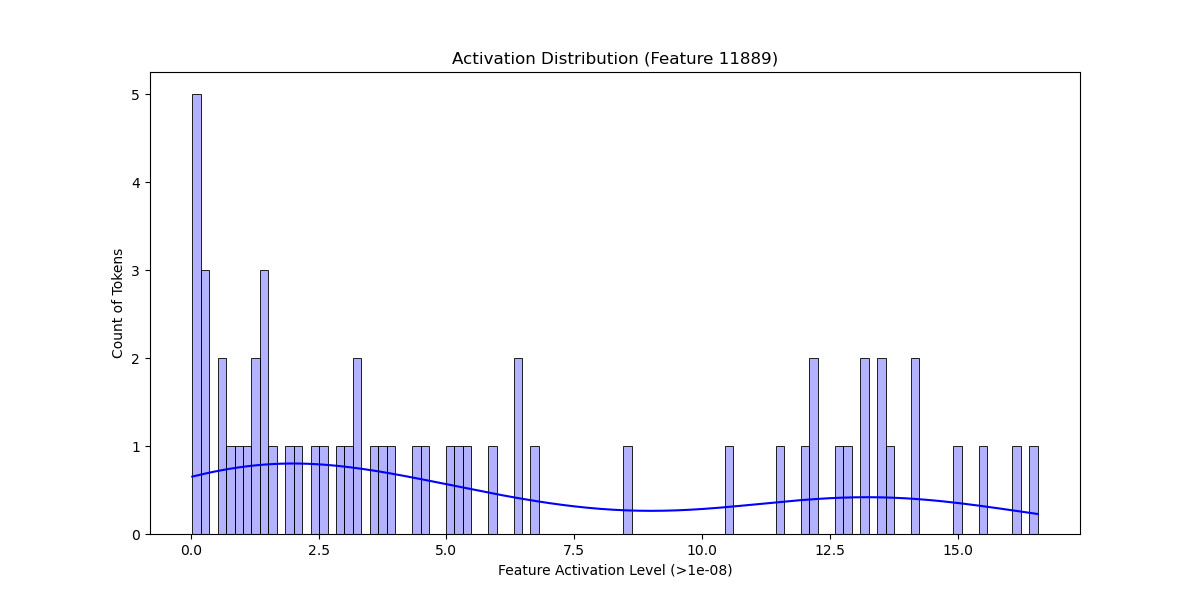 Activation Distribution (Feature 11889)
Count of Tokens
5
4
3
2
1
0
0.0 2.5 5.0 7.5 10.0 12.5 15.0
Feature Activation Level (>1e-08)